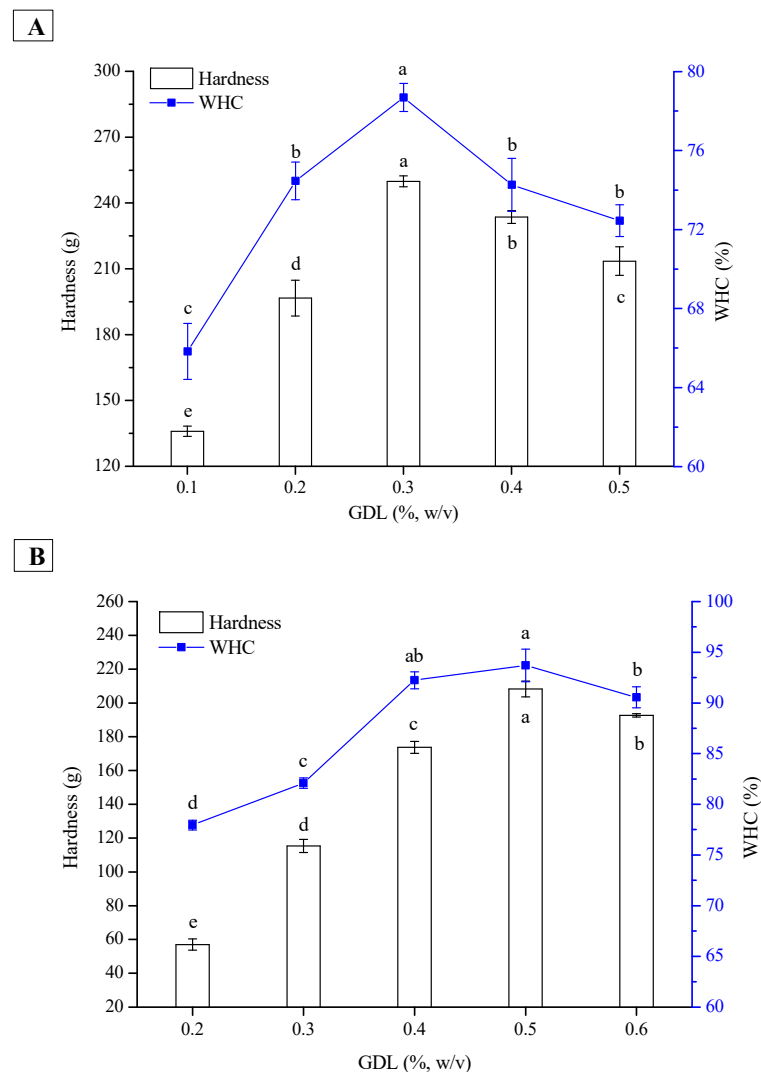 A
Hardness
WHC
300
270
240
210
180
150
120
Hardness (g)
80
76
72
68
64
60
WHC (%)
a
b
b
b
c
a
b
c
d
e
0.1 0.2 0.3 0.4 0.5
GDL (%, w/v)
B
Hardness
WHC
260
240
220
200
180
160
140
120
100
80
60
40
20
Hardness (g)
100
95
90
85
80
75
70
65
60
WHC (%)
a
ab
b
c
d
a
b
c
d
e
0.2 0.3 0.4 0.5 0.6
GDL (%, w/v)